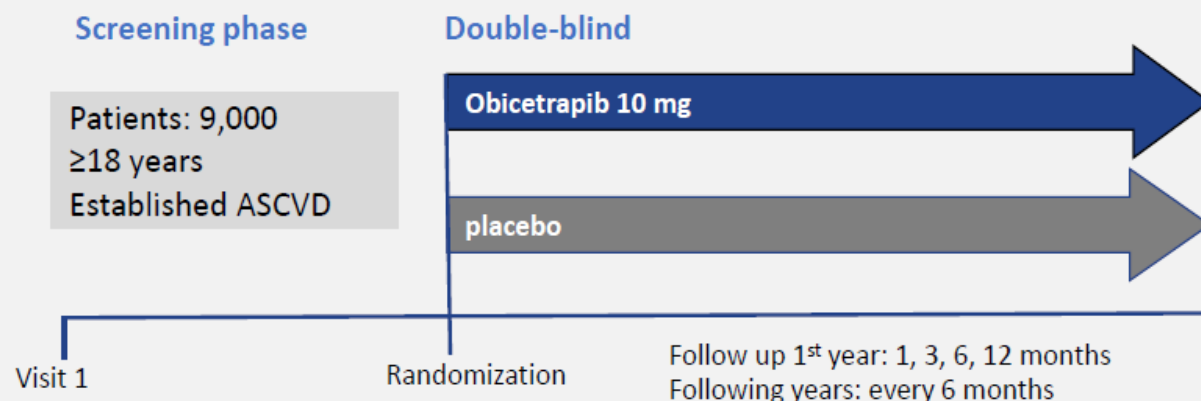 Screening phase
Double-blind
Patients: 9,000
≥18 years
Established ASCVD
Obicetrapib 10 mg
placebo
Visit 1
Randomization
Follow up 1st year: 1, 3, 6, 12 months
Following years: every 6 months